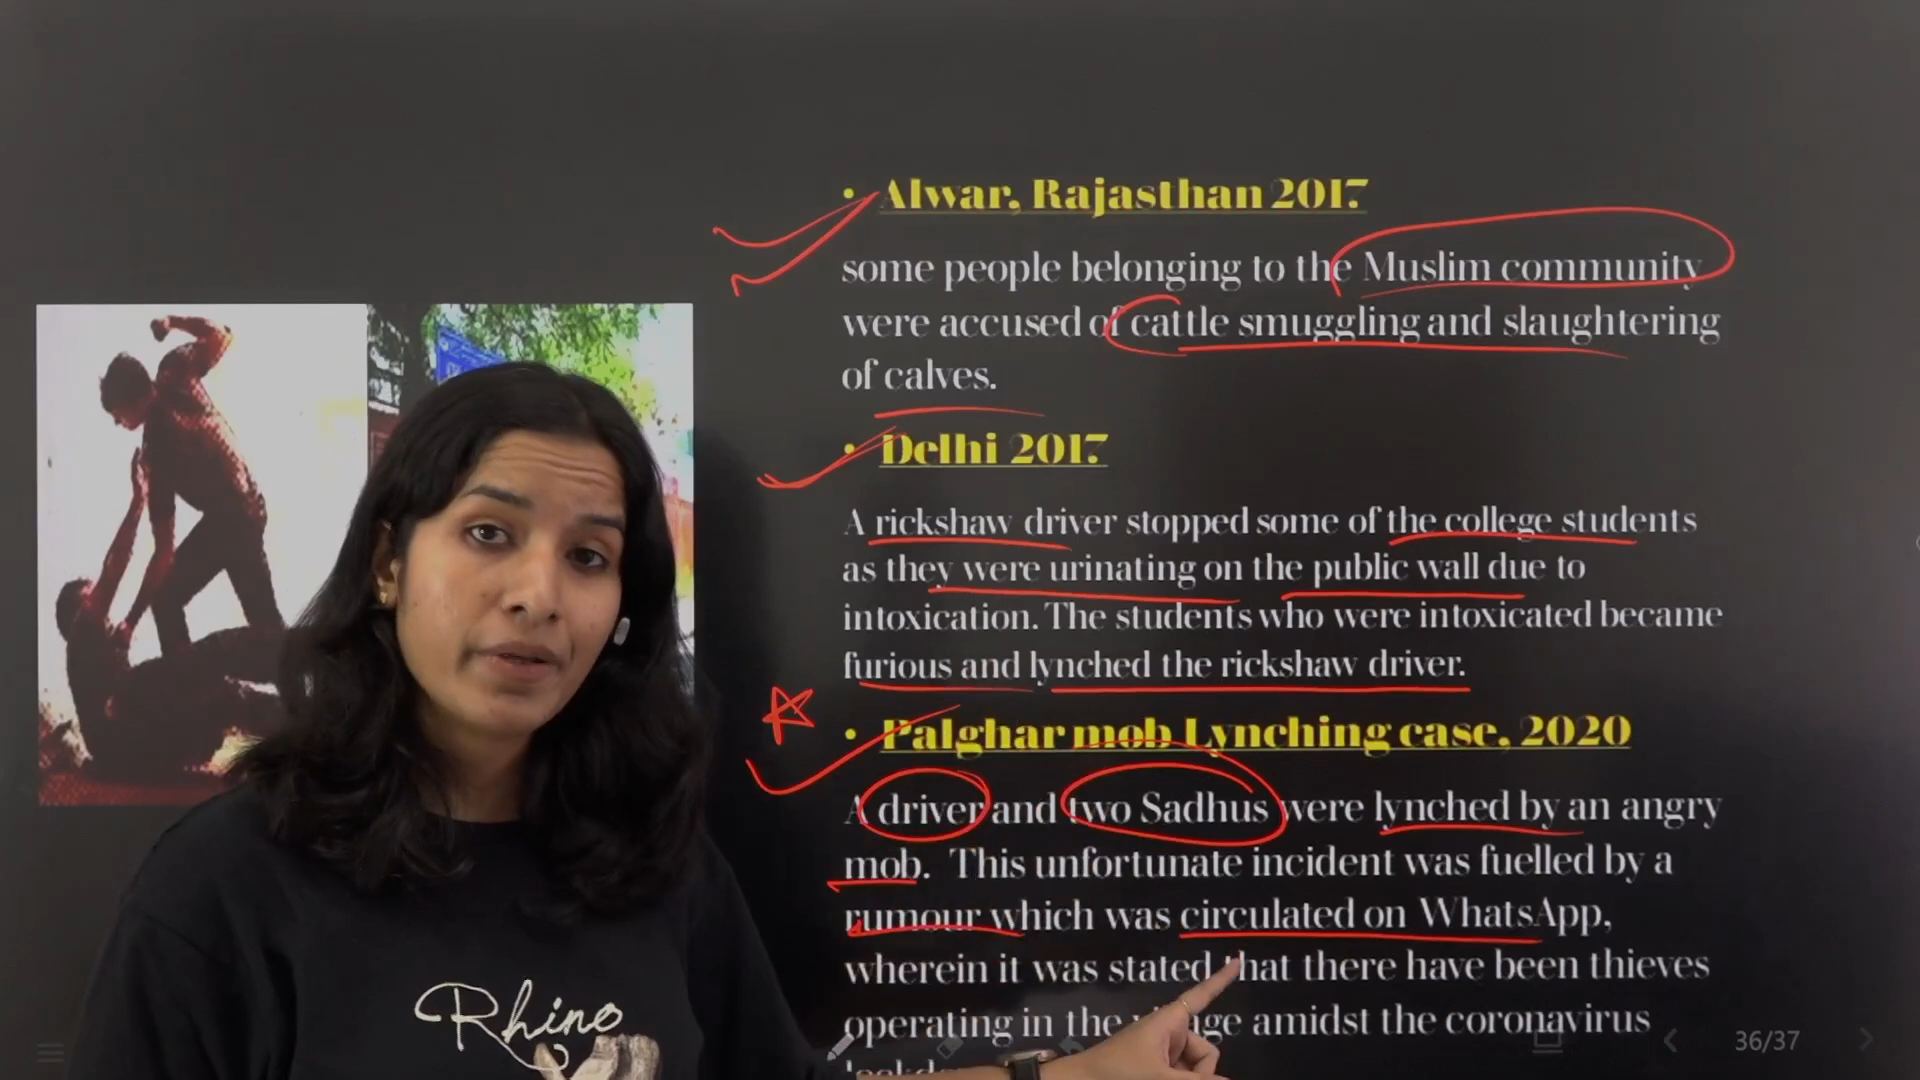 • Alwar, Rajasthan 2017
some people belonging to the Muslim community
were accused of cattle smuggling and slaughtering
of calves.
• Delhi 2017
A rickshaw driver stopped some of the college students
as they were urinating on the public wall due to
intoxication. The students who were intoxicated became
furious and lynched the rickshaw driver.
• Palghar mob Lynching case, 2020
A driver and two Sadhus were lynched by an angry
mob. This unfortunate incident was fuelled by a
rumour which was circulated on WhatsApp,
wherein it was stated that there have been thieves
operating in the village amidst the coronavirus
Rhino
36/37